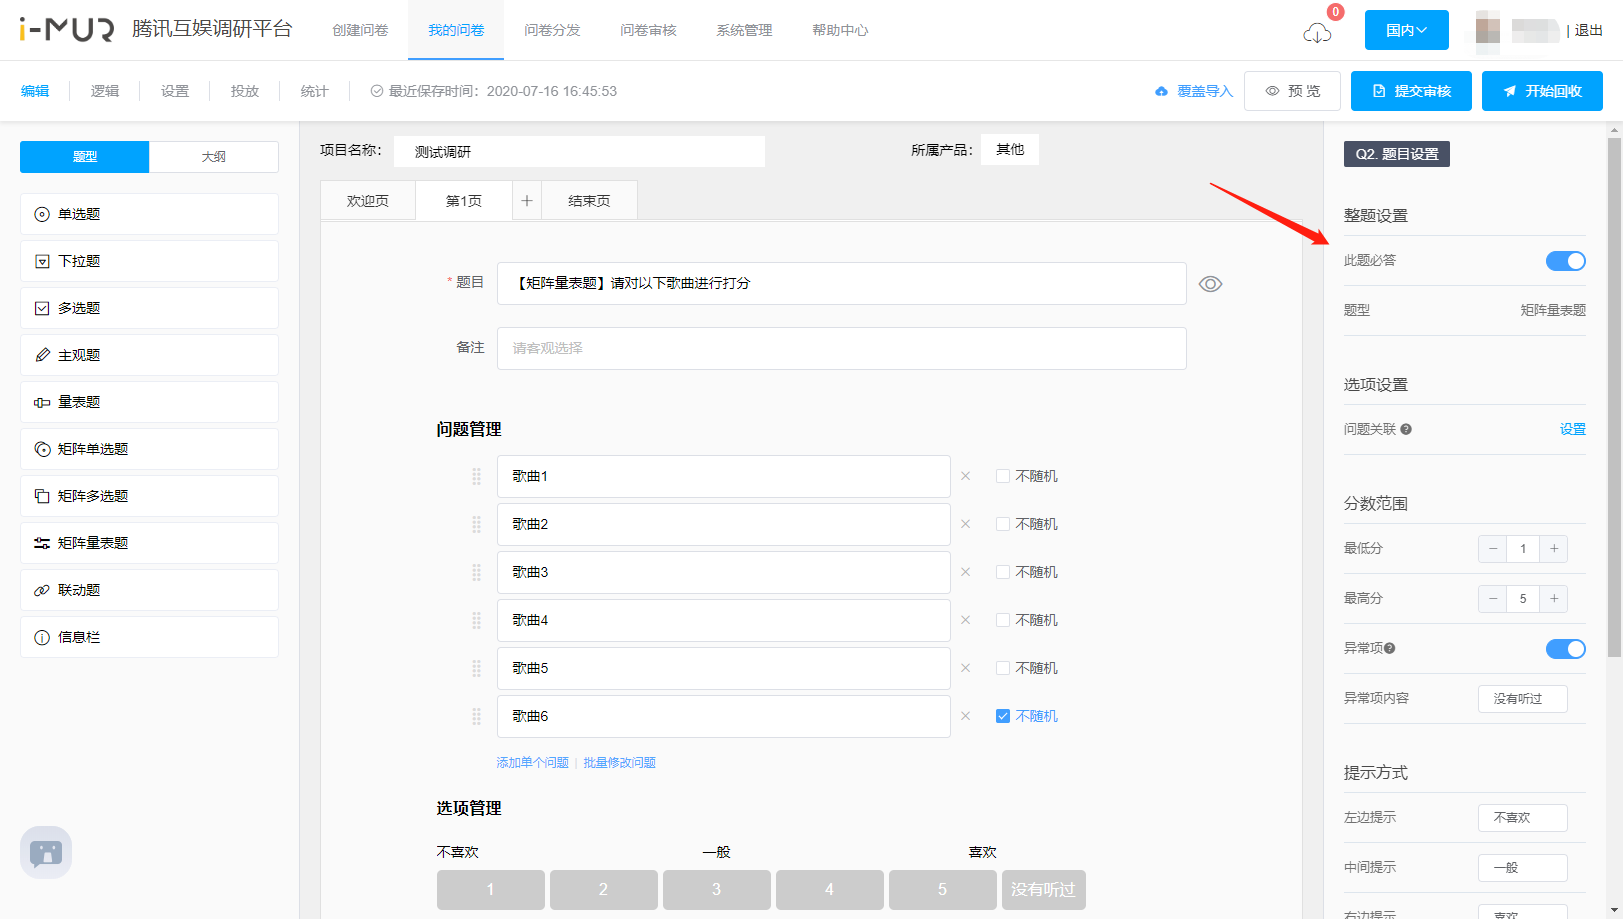 i-MUR 腾讯互娱调研平台 创建问卷 我的问卷 问卷分发 问卷审核 系统管理 帮助中心 0 国内 | 退出
编辑 逻辑 设置 投放 统计 最近保存时间：2020-07-16 16:45:53 覆盖导入 预 览 提交审核 开始回收
题型 大纲
单选题
下拉题
多选题
主观题
量表题
矩阵单选题
矩阵多选题
矩阵量表题
联动题
信息栏
项目名称： 测试调研 所属产品： 其他
欢迎页 第1页 + 结束页
* 题目 【矩阵量表题】请对以下歌曲进行打分
备注 请客观选择
问题管理
歌曲1 × 不随机
歌曲2 × 不随机
歌曲3 × 不随机
歌曲4 × 不随机
歌曲5 × 不随机
歌曲6 × 不随机
添加单个问题 | 批量修改问题
选项管理
不喜欢 一般 喜欢
1 2 3 4 5 没有听过
Q2. 题目设置
整题设置
此题必答
题型 矩阵量表题
选项设置
问题关联 ? 设置
分数范围
最低分 − 1 +
最高分 − 5 +
异常项 ?
异常项内容 没有听过
提示方式
左边提示 不喜欢
中间提示 一般
右边提示 喜欢